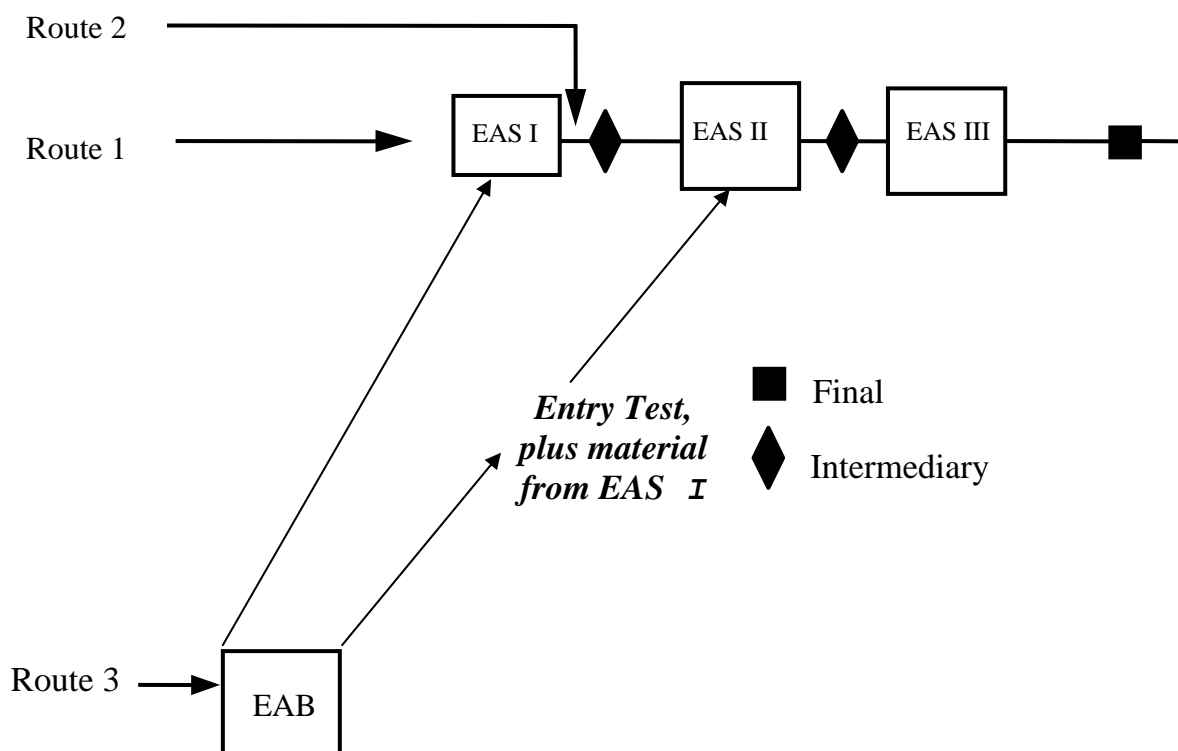 Route 2
Route 1
EAS I
EAS II
EAS III
Entry Test,
plus material
from EAS I
Final
Intermediary
Route 3
EAB